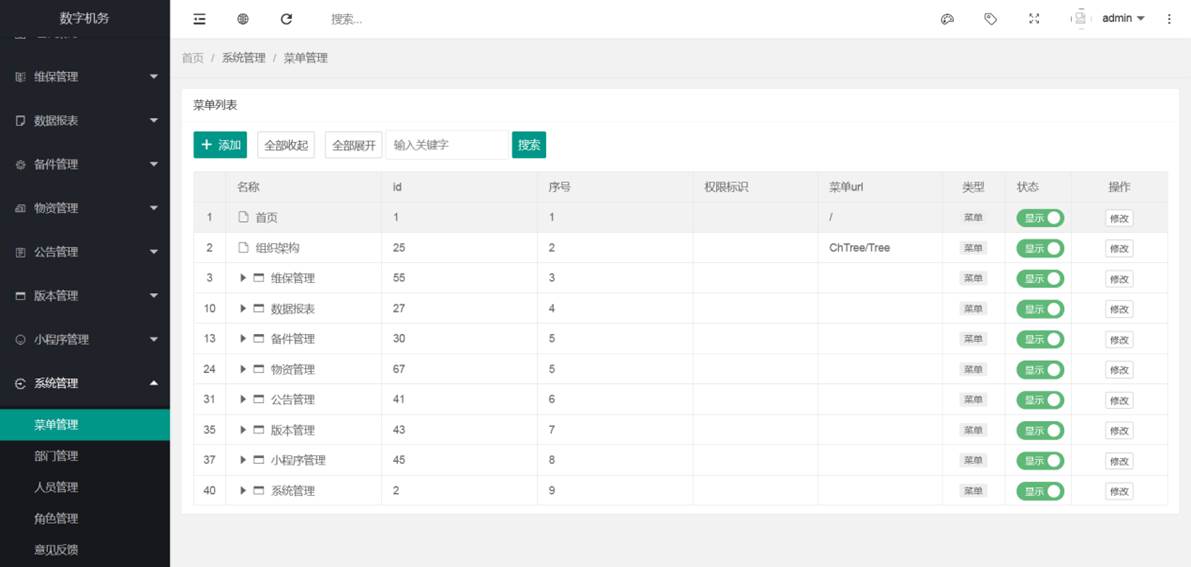 数字机务
搜索...
admin
维保管理
数据报表
备件管理
物资管理
公告管理
版本管理
小程序管理
系统管理
菜单管理
部门管理
人员管理
角色管理
意见反馈
首页 / 系统管理 / 菜单管理
菜单列表
添加 全部收起 全部展开 输入关键字 搜索
名称 id 序号 权限标识 菜单url 类型 状态 操作
1 首页 1 1 / 菜单 显示 修改
2 组织架构 25 2 ChTree/Tree 菜单 显示 修改
3 维保管理 55 3 菜单 显示 修改
10 数据报表 27 4 菜单 显示 修改
13 备件管理 30 5 菜单 显示 修改
24 物资管理 67 5 菜单 显示 修改
31 公告管理 41 6 菜单 显示 修改
35 版本管理 43 7 菜单 显示 修改
37 小程序管理 45 8 菜单 显示 修改
40 系统管理 2 9 菜单 显示 修改